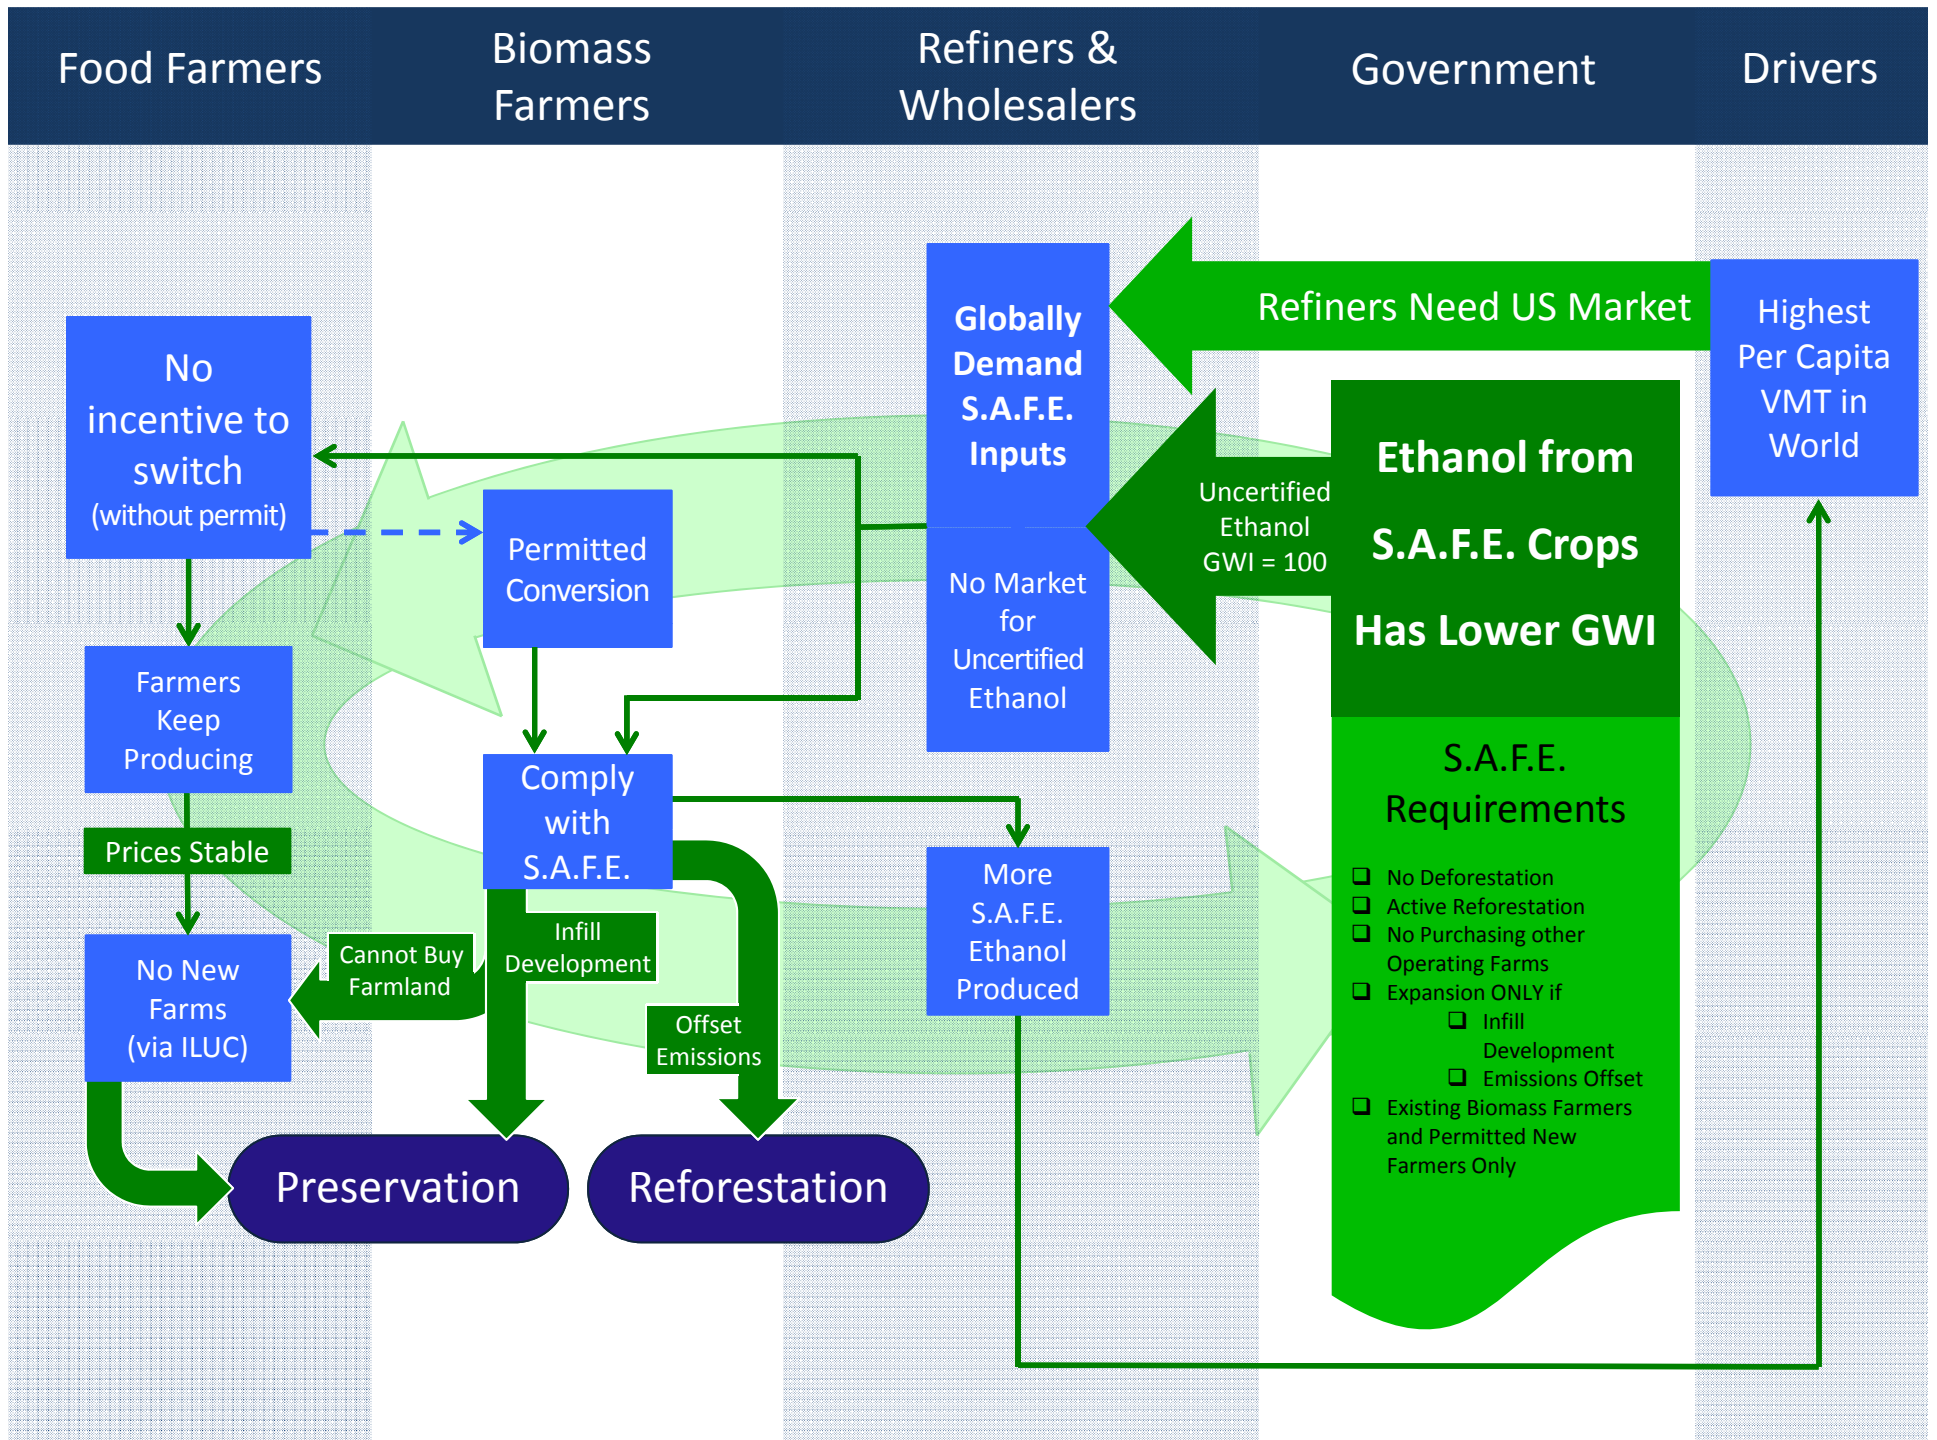 Food Farmers
Biomass
Farmers
Refiners &
Wholesalers
Government
Drivers
No
incentive to
switch
(without permit)
Farmers
Keep
Producing
Prices Stable
No New
Farms
(via ILUC)
Permitted
Conversion
Comply
with
S.A.F.E.
Cannot Buy
Farmland
Infill
Development
Offset
Emissions
Preservation
Reforestation
Globally
Demand
S.A.F.E.
Inputs
No Market
for
Uncertified
Ethanol
More
S.A.F.E.
Ethanol
Produced
Refiners Need US Market
Uncertified
Ethanol
GWI = 100
Ethanol from
S.A.F.E. Crops
Has Lower GWI
S.A.F.E.
Requirements
❑ No Deforestation
❑ Active Reforestation
❑ No Purchasing other
Operating Farms
❑ Expansion ONLY if
❑ Infill
Development
❑ Emissions Offset
❑ Existing Biomass Farmers
and Permitted New
Farmers Only
Highest
Per Capita
VMT in
World